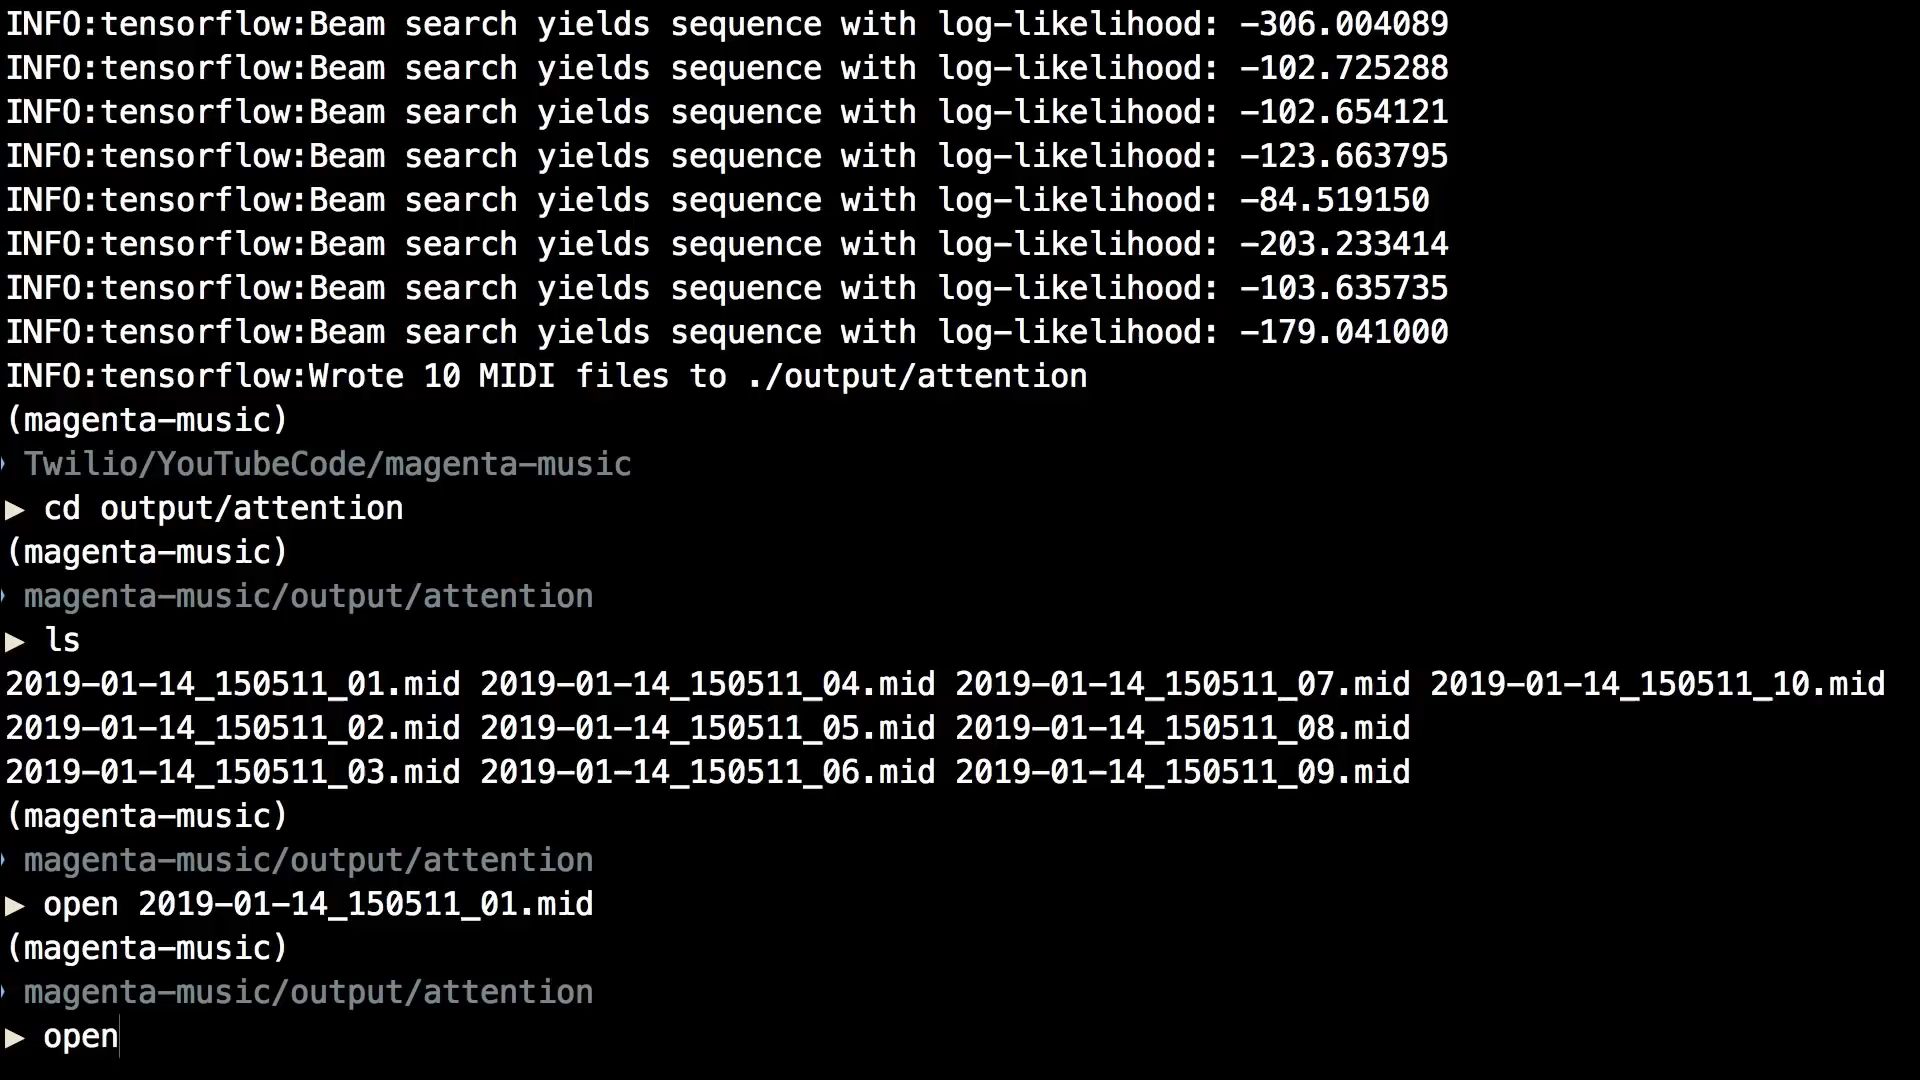 INFO:tensorflow:Beam search yields sequence with log-likelihood: -306.004089
INFO:tensorflow:Beam search yields sequence with log-likelihood: -102.725288
INFO:tensorflow:Beam search yields sequence with log-likelihood: -102.654121
INFO:tensorflow:Beam search yields sequence with log-likelihood: -123.663795
INFO:tensorflow:Beam search yields sequence with log-likelihood: -84.519150
INFO:tensorflow:Beam search yields sequence with log-likelihood: -203.233414
INFO:tensorflow:Beam search yields sequence with log-likelihood: -103.635735
INFO:tensorflow:Beam search yields sequence with log-likelihood: -179.041000
INFO:tensorflow:Wrote 10 MIDI files to ./output/attention
(magenta-music)
Twilio/YouTubeCode/magenta-music
▶ cd output/attention
(magenta-music)
magenta-music/output/attention
▶ ls
2019-01-14_150511_01.mid 2019-01-14_150511_04.mid 2019-01-14_150511_07.mid 2019-01-14_150511_10.mid
2019-01-14_150511_02.mid 2019-01-14_150511_05.mid 2019-01-14_150511_08.mid
2019-01-14_150511_03.mid 2019-01-14_150511_06.mid 2019-01-14_150511_09.mid
(magenta-music)
magenta-music/output/attention
▶ open 2019-01-14_150511_01.mid
(magenta-music)
magenta-music/output/attention
▶ open